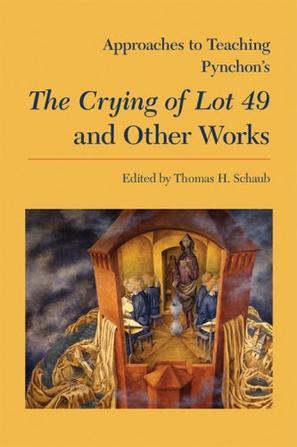 Approaches to Teaching
Pynchon's
The Crying of Lot 49
and Other Works
Edited by Thomas H. Schaub